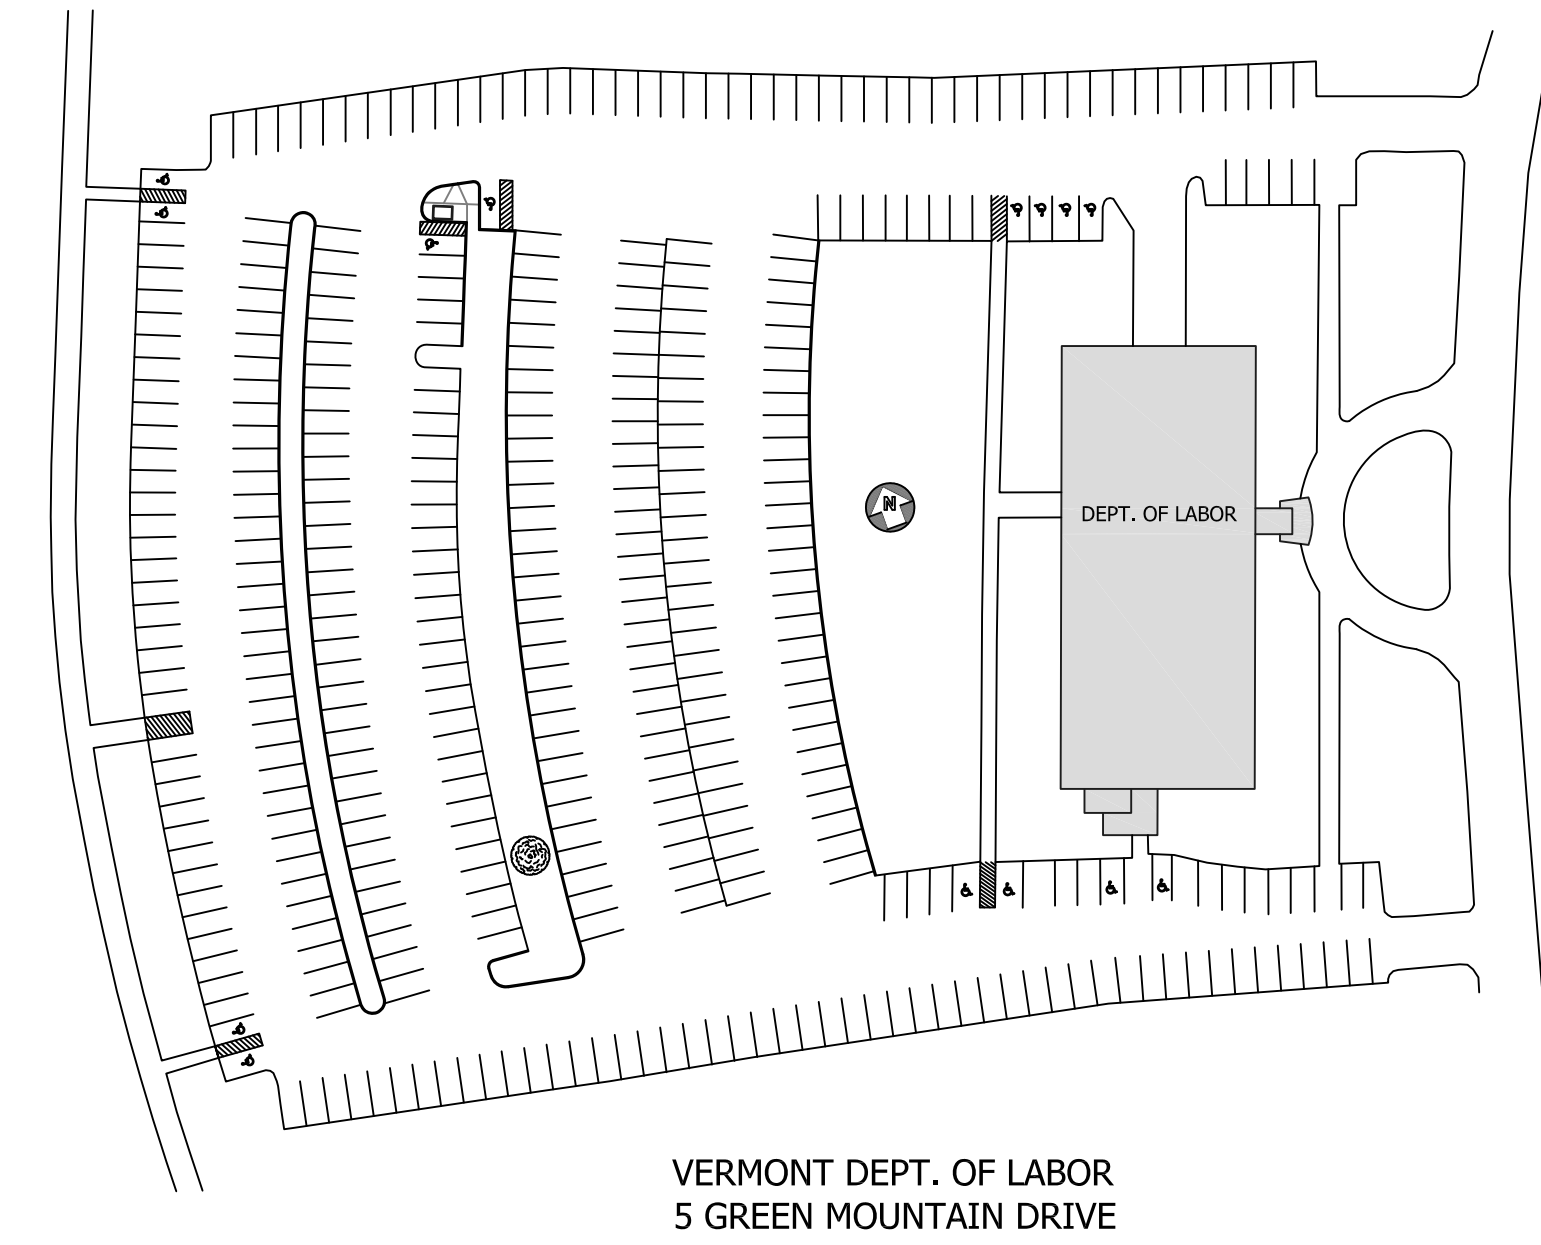 N
DEPT. OF LABOR
VERMONT DEPT. OF LABOR
5 GREEN MOUNTAIN DRIVE